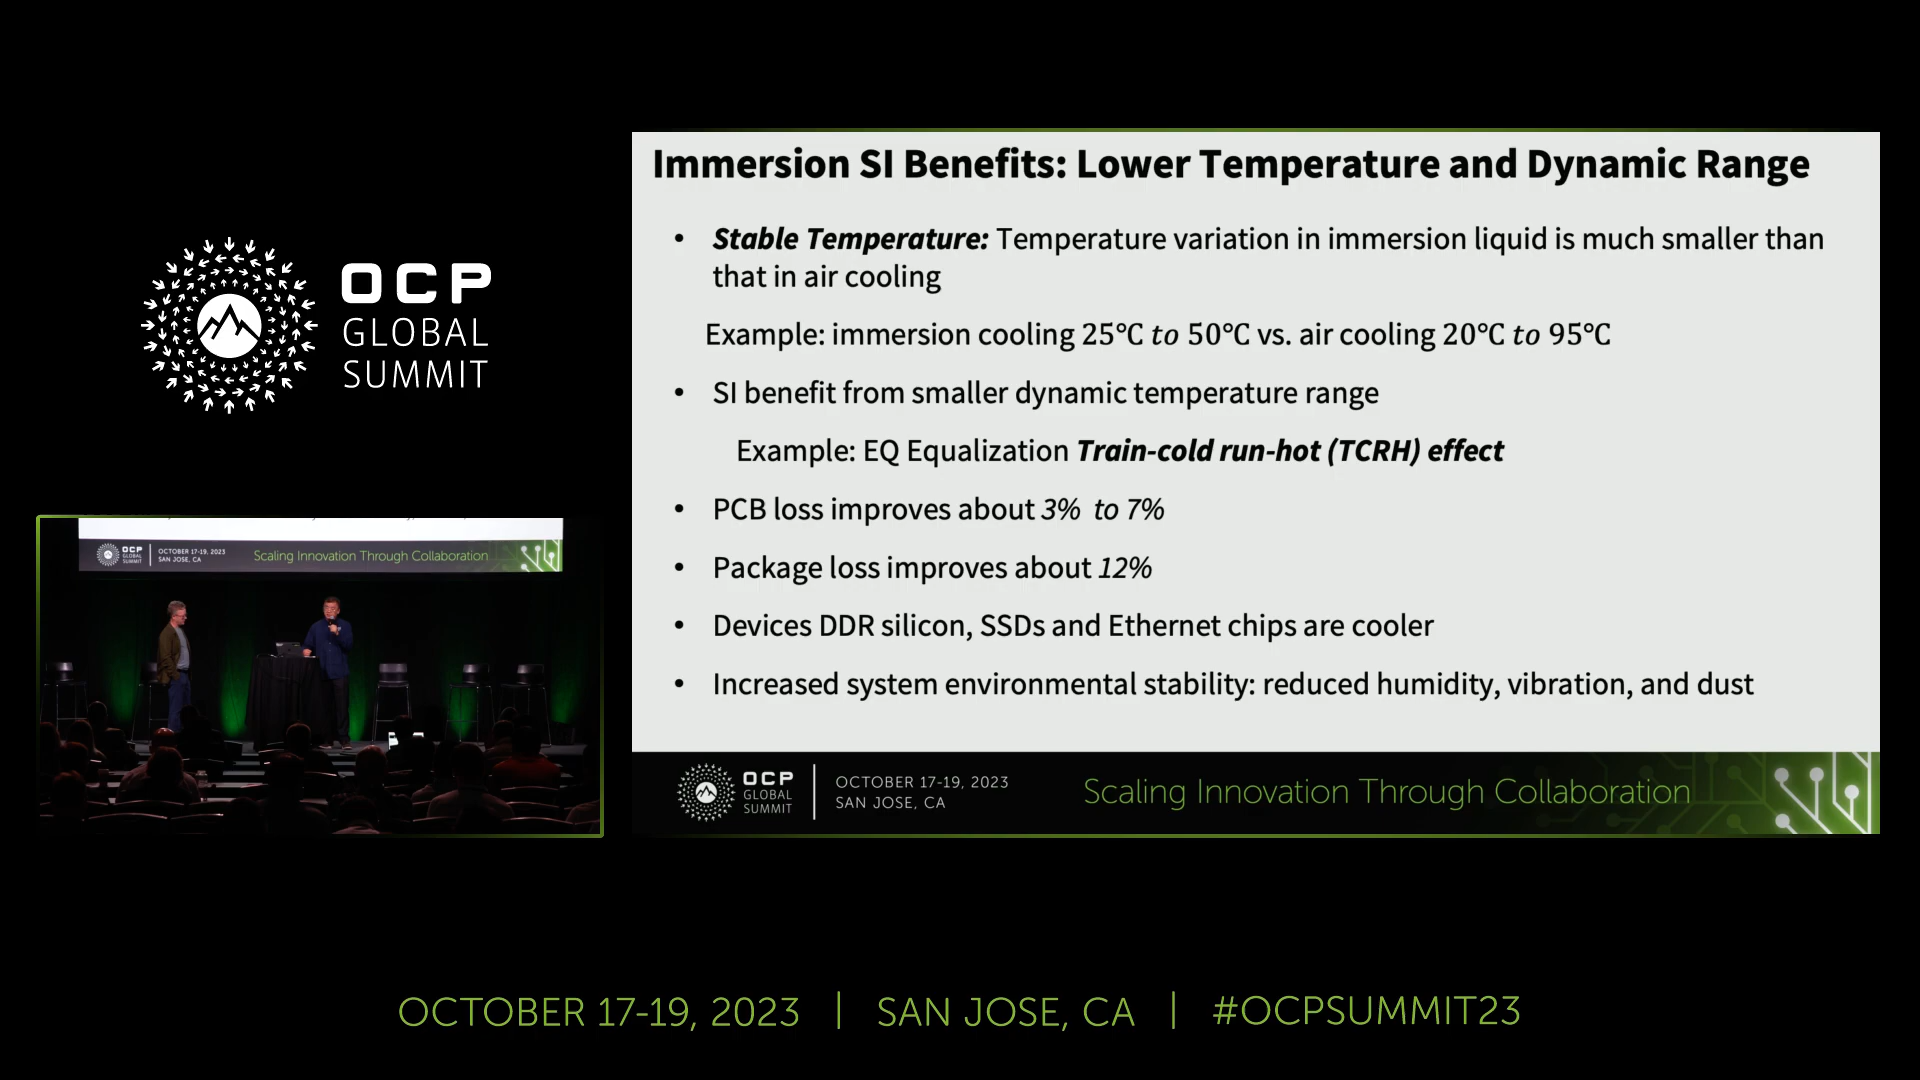 OCP
GLOBAL
SUMMIT
OCP
GLOBAL
SUMMIT
OCTOBER 17-19, 2023
SAN JOSE, CA
Scaling Innovation Through Collaboration
Immersion SI Benefits: Lower Temperature and Dynamic Range
• Stable Temperature: Temperature variation in immersion liquid is much smaller than
that in air cooling
Example: immersion cooling 25℃ to 50℃ vs. air cooling 20℃ to 95℃
• SI benefit from smaller dynamic temperature range
Example: EQ Equalization Train-cold run-hot (TCRH) effect
• PCB loss improves about 3% to 7%
• Package loss improves about 12%
• Devices DDR silicon, SSDs and Ethernet chips are cooler
• Increased system environmental stability: reduced humidity, vibration, and dust
OCP
GLOBAL
SUMMIT
OCTOBER 17-19, 2023
SAN JOSE, CA
Scaling Innovation Through Collaboration
OCTOBER 17-19, 2023 | SAN JOSE, CA | #OCPSUMMIT23